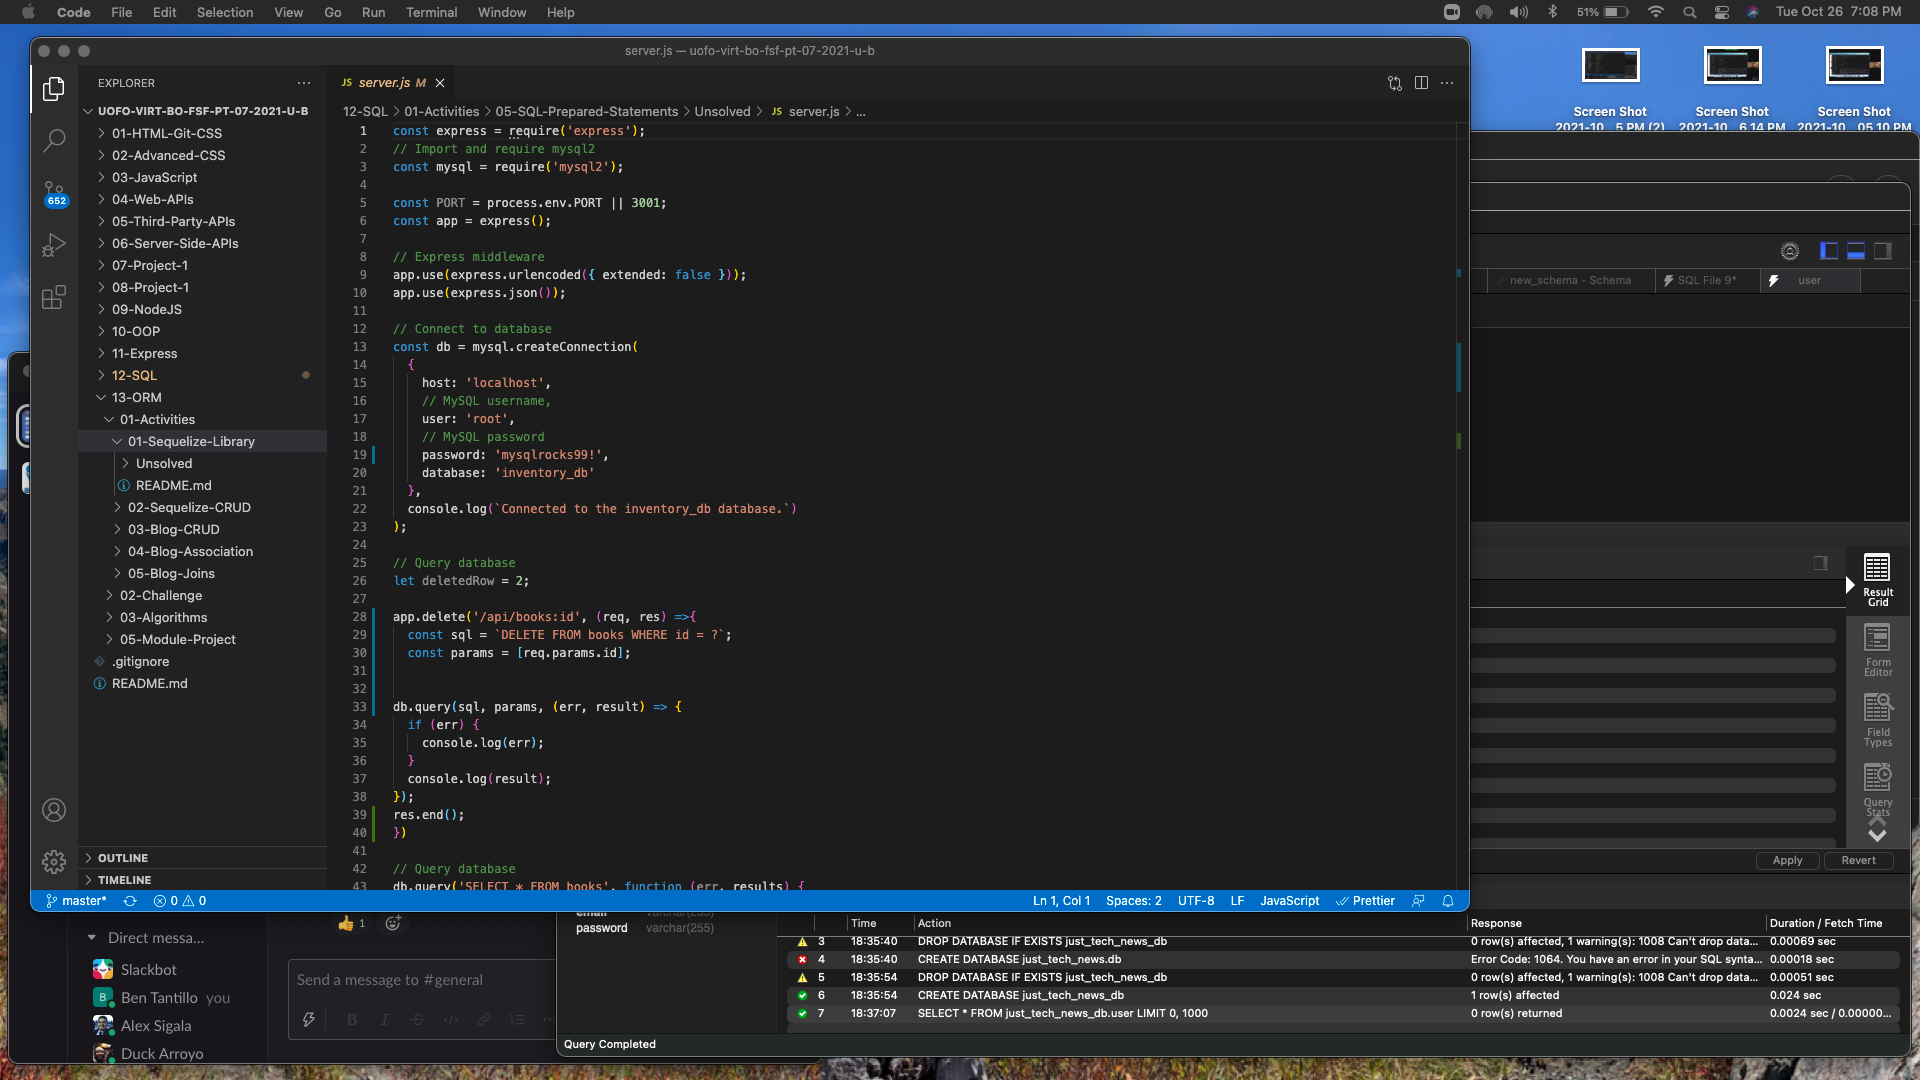 Code File Edit Selection View Go Run Terminal Window Help
51% Tue Oct 26 7:08 PM
server.js — uofo-virt-bo-fsf-pt-07-2021-u-b
EXPLORER
UOFO-VIRT-BO-FSF-PT-07-2021-U-B
01-HTML-Git-CSS
02-Advanced-CSS
03-JavaScript
04-Web-APIs
05-Third-Party-APIs
06-Server-Side-APIs
07-Project-1
08-Project-1
09-NodeJS
10-OOP
11-Express
12-SQL
13-ORM
01-Activities
01-Sequelize-Library
Unsolved
README.md
02-Sequelize-CRUD
03-Blog-CRUD
04-Blog-Association
05-Blog-Joins
02-Challenge
03-Algorithms
05-Module-Project
.gitignore
README.md
OUTLINE
TIMELINE
652
JS server.js M
12-SQL > 01-Activities > 05-SQL-Prepared-Statements > Unsolved > JS server.js > ...
1 const express = require('express');
2 // Import and require mysql2
3 const mysql = require('mysql2');
4
5 const PORT = process.env.PORT || 3001;
6 const app = express();
7
8 // Express middleware
9 app.use(express.urlencoded({ extended: false }));
10 app.use(express.json());
11
12 // Connect to database
13 const db = mysql.createConnection(
14 {
15 host: 'localhost',
16 // MySQL username,
17 user: 'root',
18 // MySQL password
19 password: 'mysqlrocks99!',
20 database: 'inventory_db'
21 },
22 console.log(`Connected to the inventory_db database.`)
23 );
24
25 // Query database
26 let deletedRow = 2;
27
28 app.delete('/api/books:id', (req, res) =>{
29 const sql = `DELETE FROM books WHERE id = ?`;
30 const params = [req.params.id];
31
32
33 db.query(sql, params, (err, result) => {
34 if (err) {
35 console.log(err);
36 }
37 console.log(result);
38 });
39 res.end();
40 })
41
42 // Query database
43 db.query('SELECT * FROM books', function (err, results) {
master* 0 0
Ln 1, Col 1 Spaces: 2 UTF-8 LF JavaScript Prettier
Screen Shot
2021-10...5 PM (2)
Screen Shot
2021-10...6.14 PM
Screen Shot
2021-10...05.10 PM
new_schema - Schema
SQL File 9*
user
Result
Grid
Form
Editor
Field
Types
Query
Stats
Apply
Revert
1
Direct messa...
Slackbot
B Ben Tantillo you
Alex Sigala
Duck Arroyo
Send a message to #general
B I S
email varchar(255)
password varchar(255)
Time Action Response Duration / Fetch Time
3 18:35:40 DROP DATABASE IF EXISTS just_tech_news_db 0 row(s) affected, 1 warning(s): 1008 Can't drop data... 0.00069 sec
4 18:35:40 CREATE DATABASE just_tech_news.db Error Code: 1064. You have an error in your SQL synta... 0.00018 sec
5 18:35:54 DROP DATABASE IF EXISTS just_tech_news_db 0 row(s) affected, 1 warning(s): 1008 Can't drop data... 0.00051 sec
6 18:35:54 CREATE DATABASE just_tech_news_db 1 row(s) affected 0.024 sec
7 18:37:07 SELECT * FROM just_tech_news_db.user LIMIT 0, 1000 0 row(s) returned 0.0024 sec / 0.00000...
Query Completed